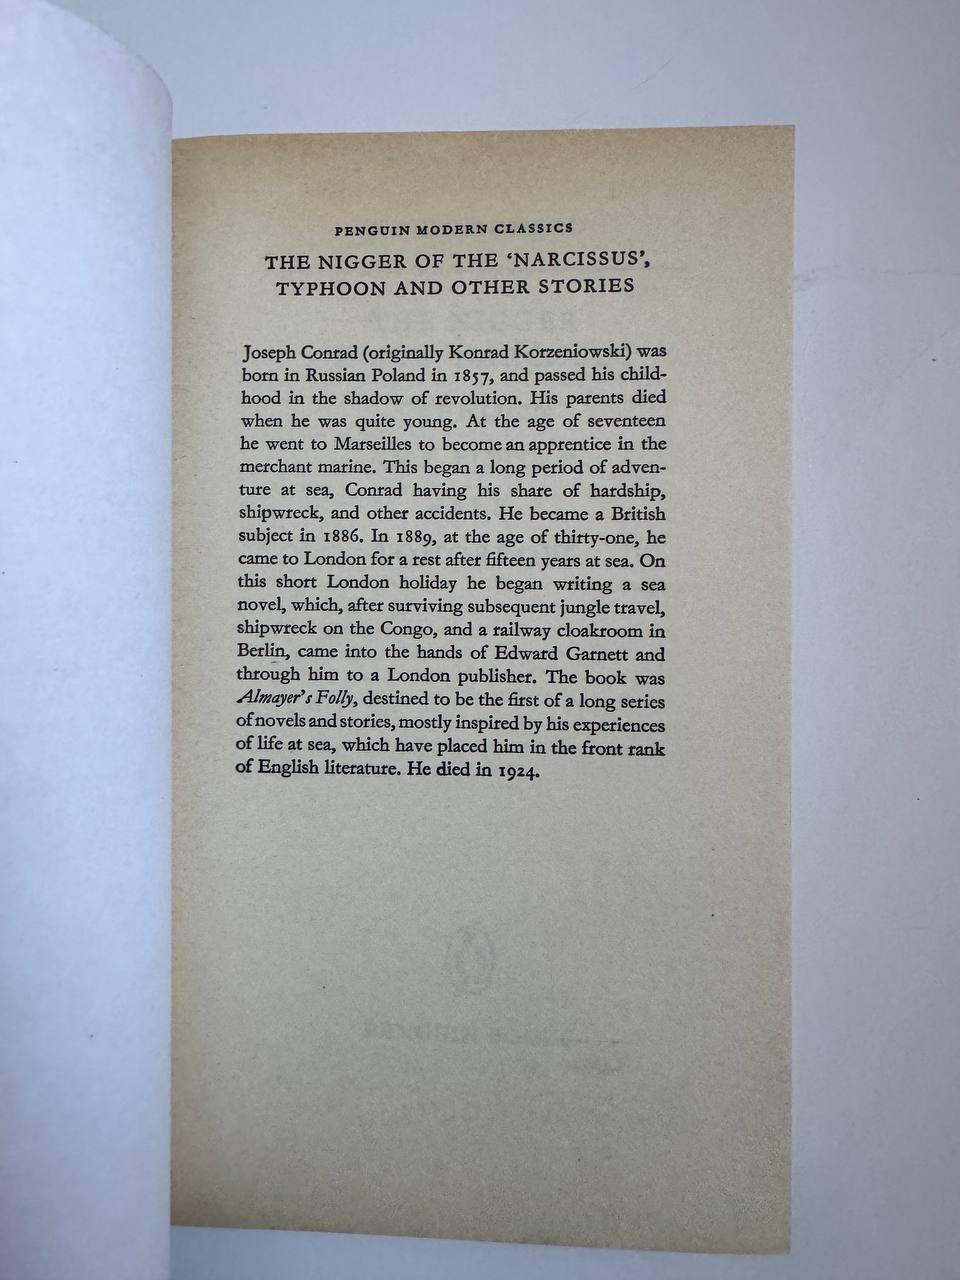 PENGUIN MODERN CLASSICS
THE NIGGER OF THE ‘NARCISSUS’,
TYPHOON AND OTHER STORIES
Joseph Conrad (originally Konrad Korzeniowski) was
born in Russian Poland in 1857, and passed his child-
hood in the shadow of revolution. His parents died
when he was quite young. At the age of seventeen
he went to Marseilles to become an apprentice in the
merchant marine. This began a long period of adven-
ture at sea, Conrad having his share of hardship,
shipwreck, and other accidents. He became a British
subject in 1886. In 1889, at the age of thirty-one, he
came to London for a rest after fifteen years at sea. On
this short London holiday he began writing a sea
novel, which, after surviving subsequent jungle travel,
shipwreck on the Congo, and a railway cloakroom in
Berlin, came into the hands of Edward Garnett and
through him to a London publisher. The book was
Almayer’s Folly, destined to be the first of a long series
of novels and stories, mostly inspired by his experiences
of life at sea, which have placed him in the front rank
of English literature. He died in 1924.